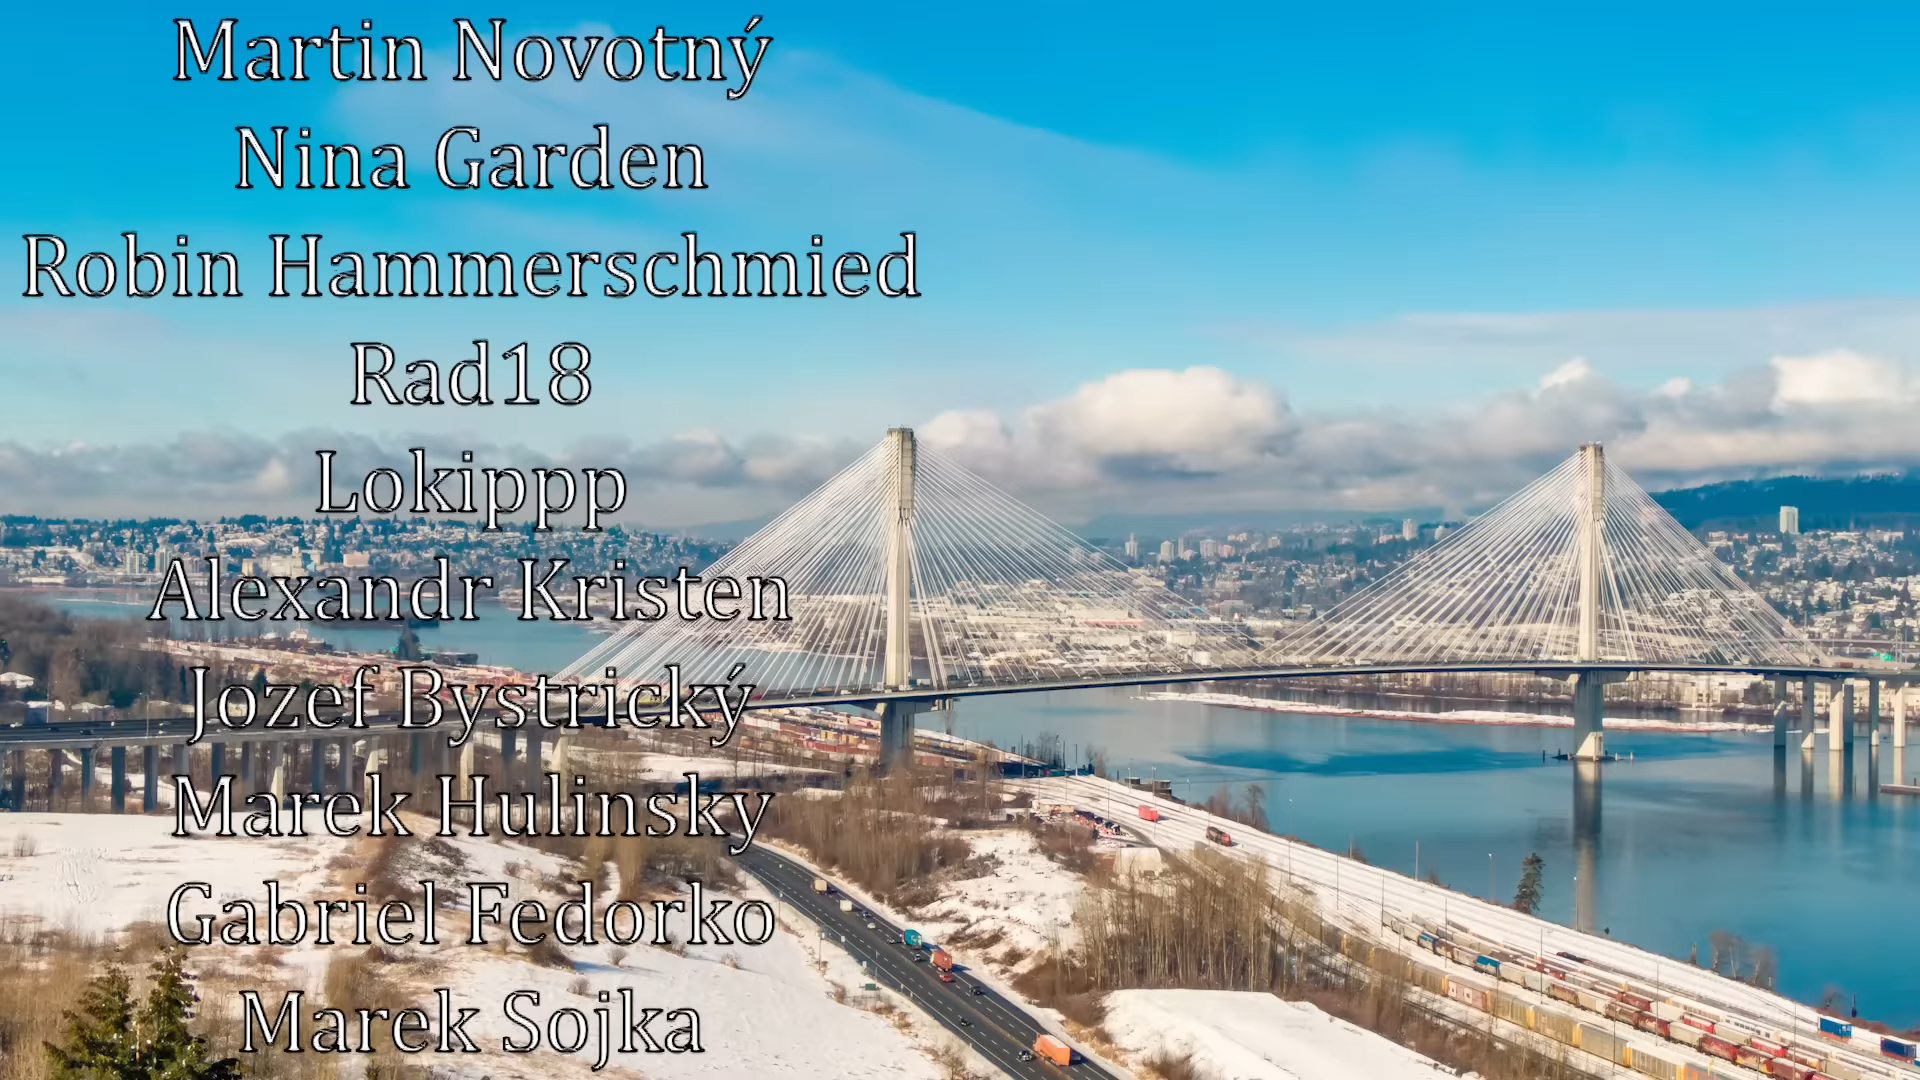 Martin Novotný
Nina Garden
Robin Hammerschmied
Rad18
Lokippp
Alexandr Kristen
Jozef Bystrický
Marek Hulinsky
Gabriel Fedorko
Marek Sojka